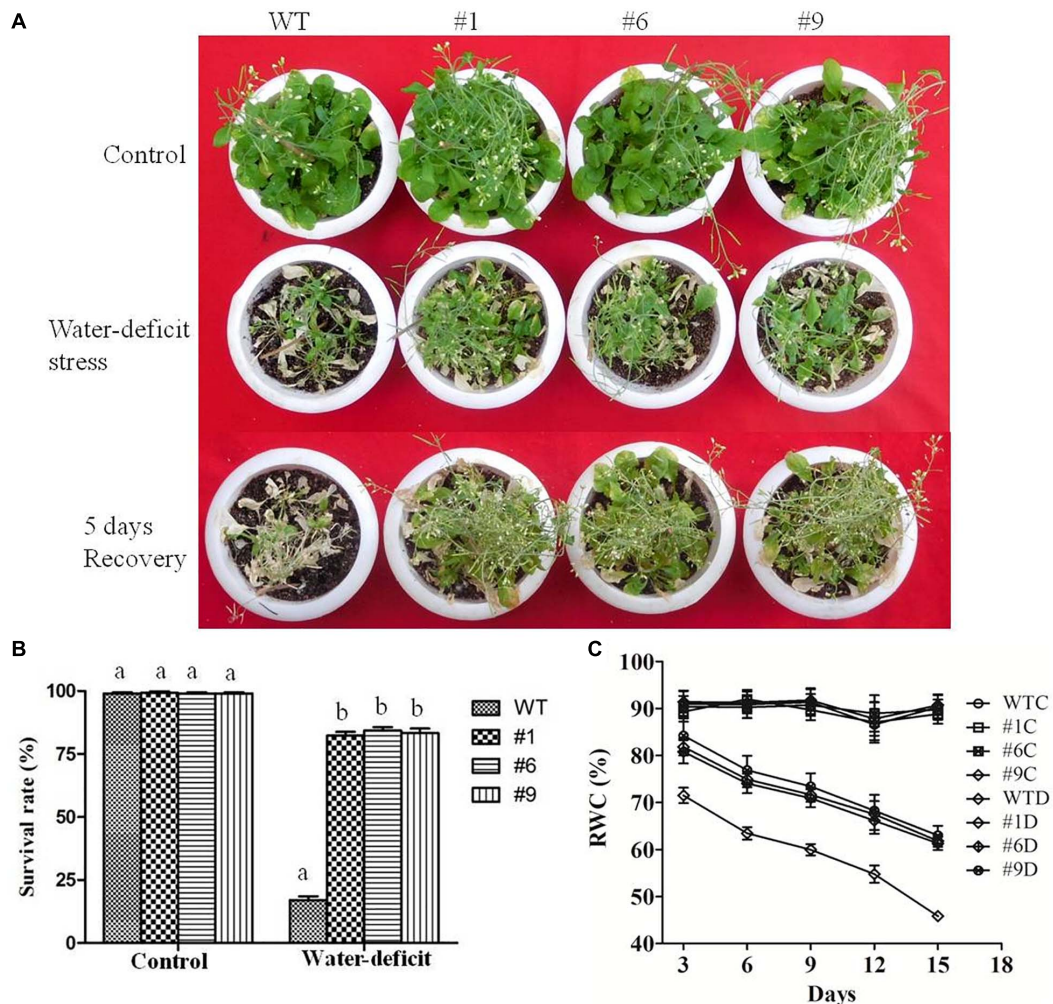 A
WT #1 #6 #9
Control
Water-deficit
stress
5 days
Recovery
B
Survival rate (%)
100
75
50
25
0
a a a a
a b b b
Control Water-deficit
WT
#1
#6
#9
C
RWC (%)
100
90
80
70
60
50
40
3 6 9 12 15 18
Days
WTC
#1C
#6C
#9C
WTD
#1D
#6D
#9D